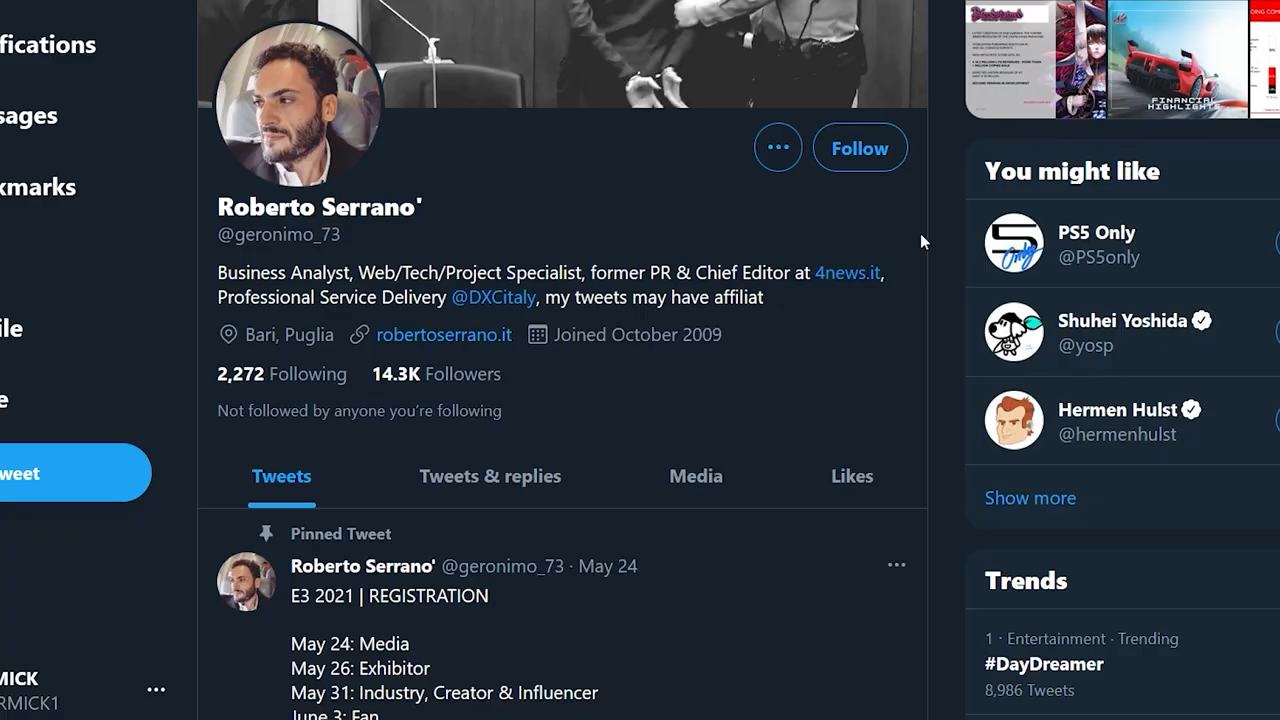 fications
sages
kmarks
ile
e
weet
MICK
RMICK1
Follow
Roberto Serrano'
@geronimo_73
Business Analyst, Web/Tech/Project Specialist, former PR & Chief Editor at 4news.it,
Professional Service Delivery @DXCitaly, my tweets may have affiliat
Bari, Puglia robertoserrano.it Joined October 2009
2,272 Following 14.3K Followers
Not followed by anyone you're following
Tweets Tweets & replies Media Likes
Pinned Tweet
Roberto Serrano' @geronimo_73 · May 24
E3 2021 | REGISTRATION
May 24: Media
May 26: Exhibitor
May 31: Industry, Creator & Influencer
June 3: Fan
FINANCIAL
HIGHLIGHTS
You might like
PS5 Only
@PS5only
Shuhei Yoshida
@yosp
Hermen Hulst
@hermenhulst
Show more
Trends
1 · Entertainment · Trending
#DayDreamer
8,986 Tweets